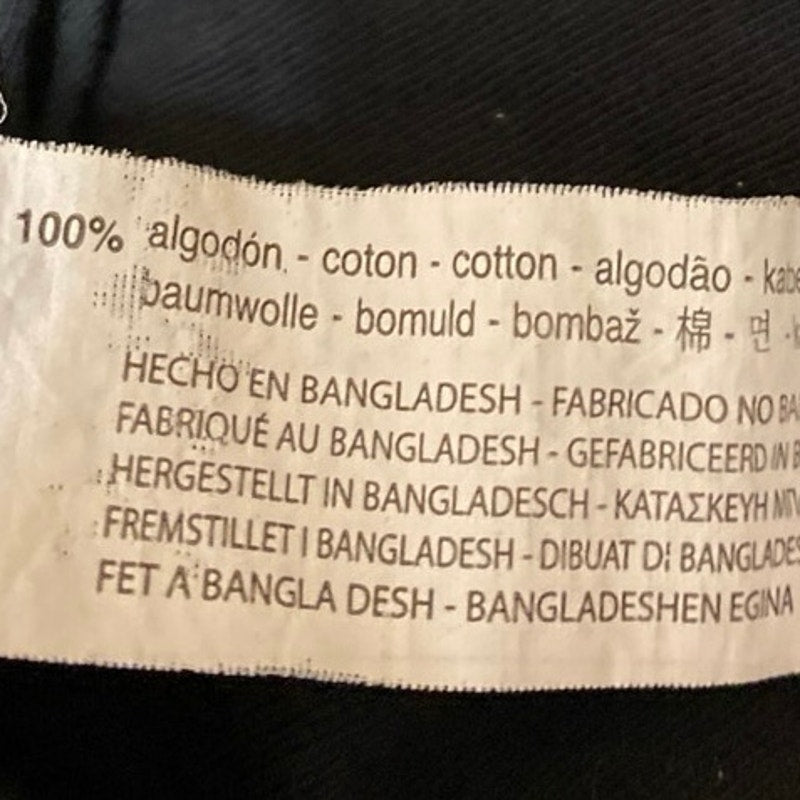 100% algodón - coton - cotton - algodão -
baumwolle - bomuld - bombaž - 棉 - 면 -
HECHO EN BANGLADESH - FABRICADO NO
FABRIQUÉ AU BANGLADESH - GEFABRICEERD IN
HERGESTELLT IN BANGLADESCH - ΚΑΤΑΣΚΕΥΗ
FREMSTILLET I BANGLADESH - DIBUAT DI
FET A BANGLA DESH - BANGLADESHEN EGINA